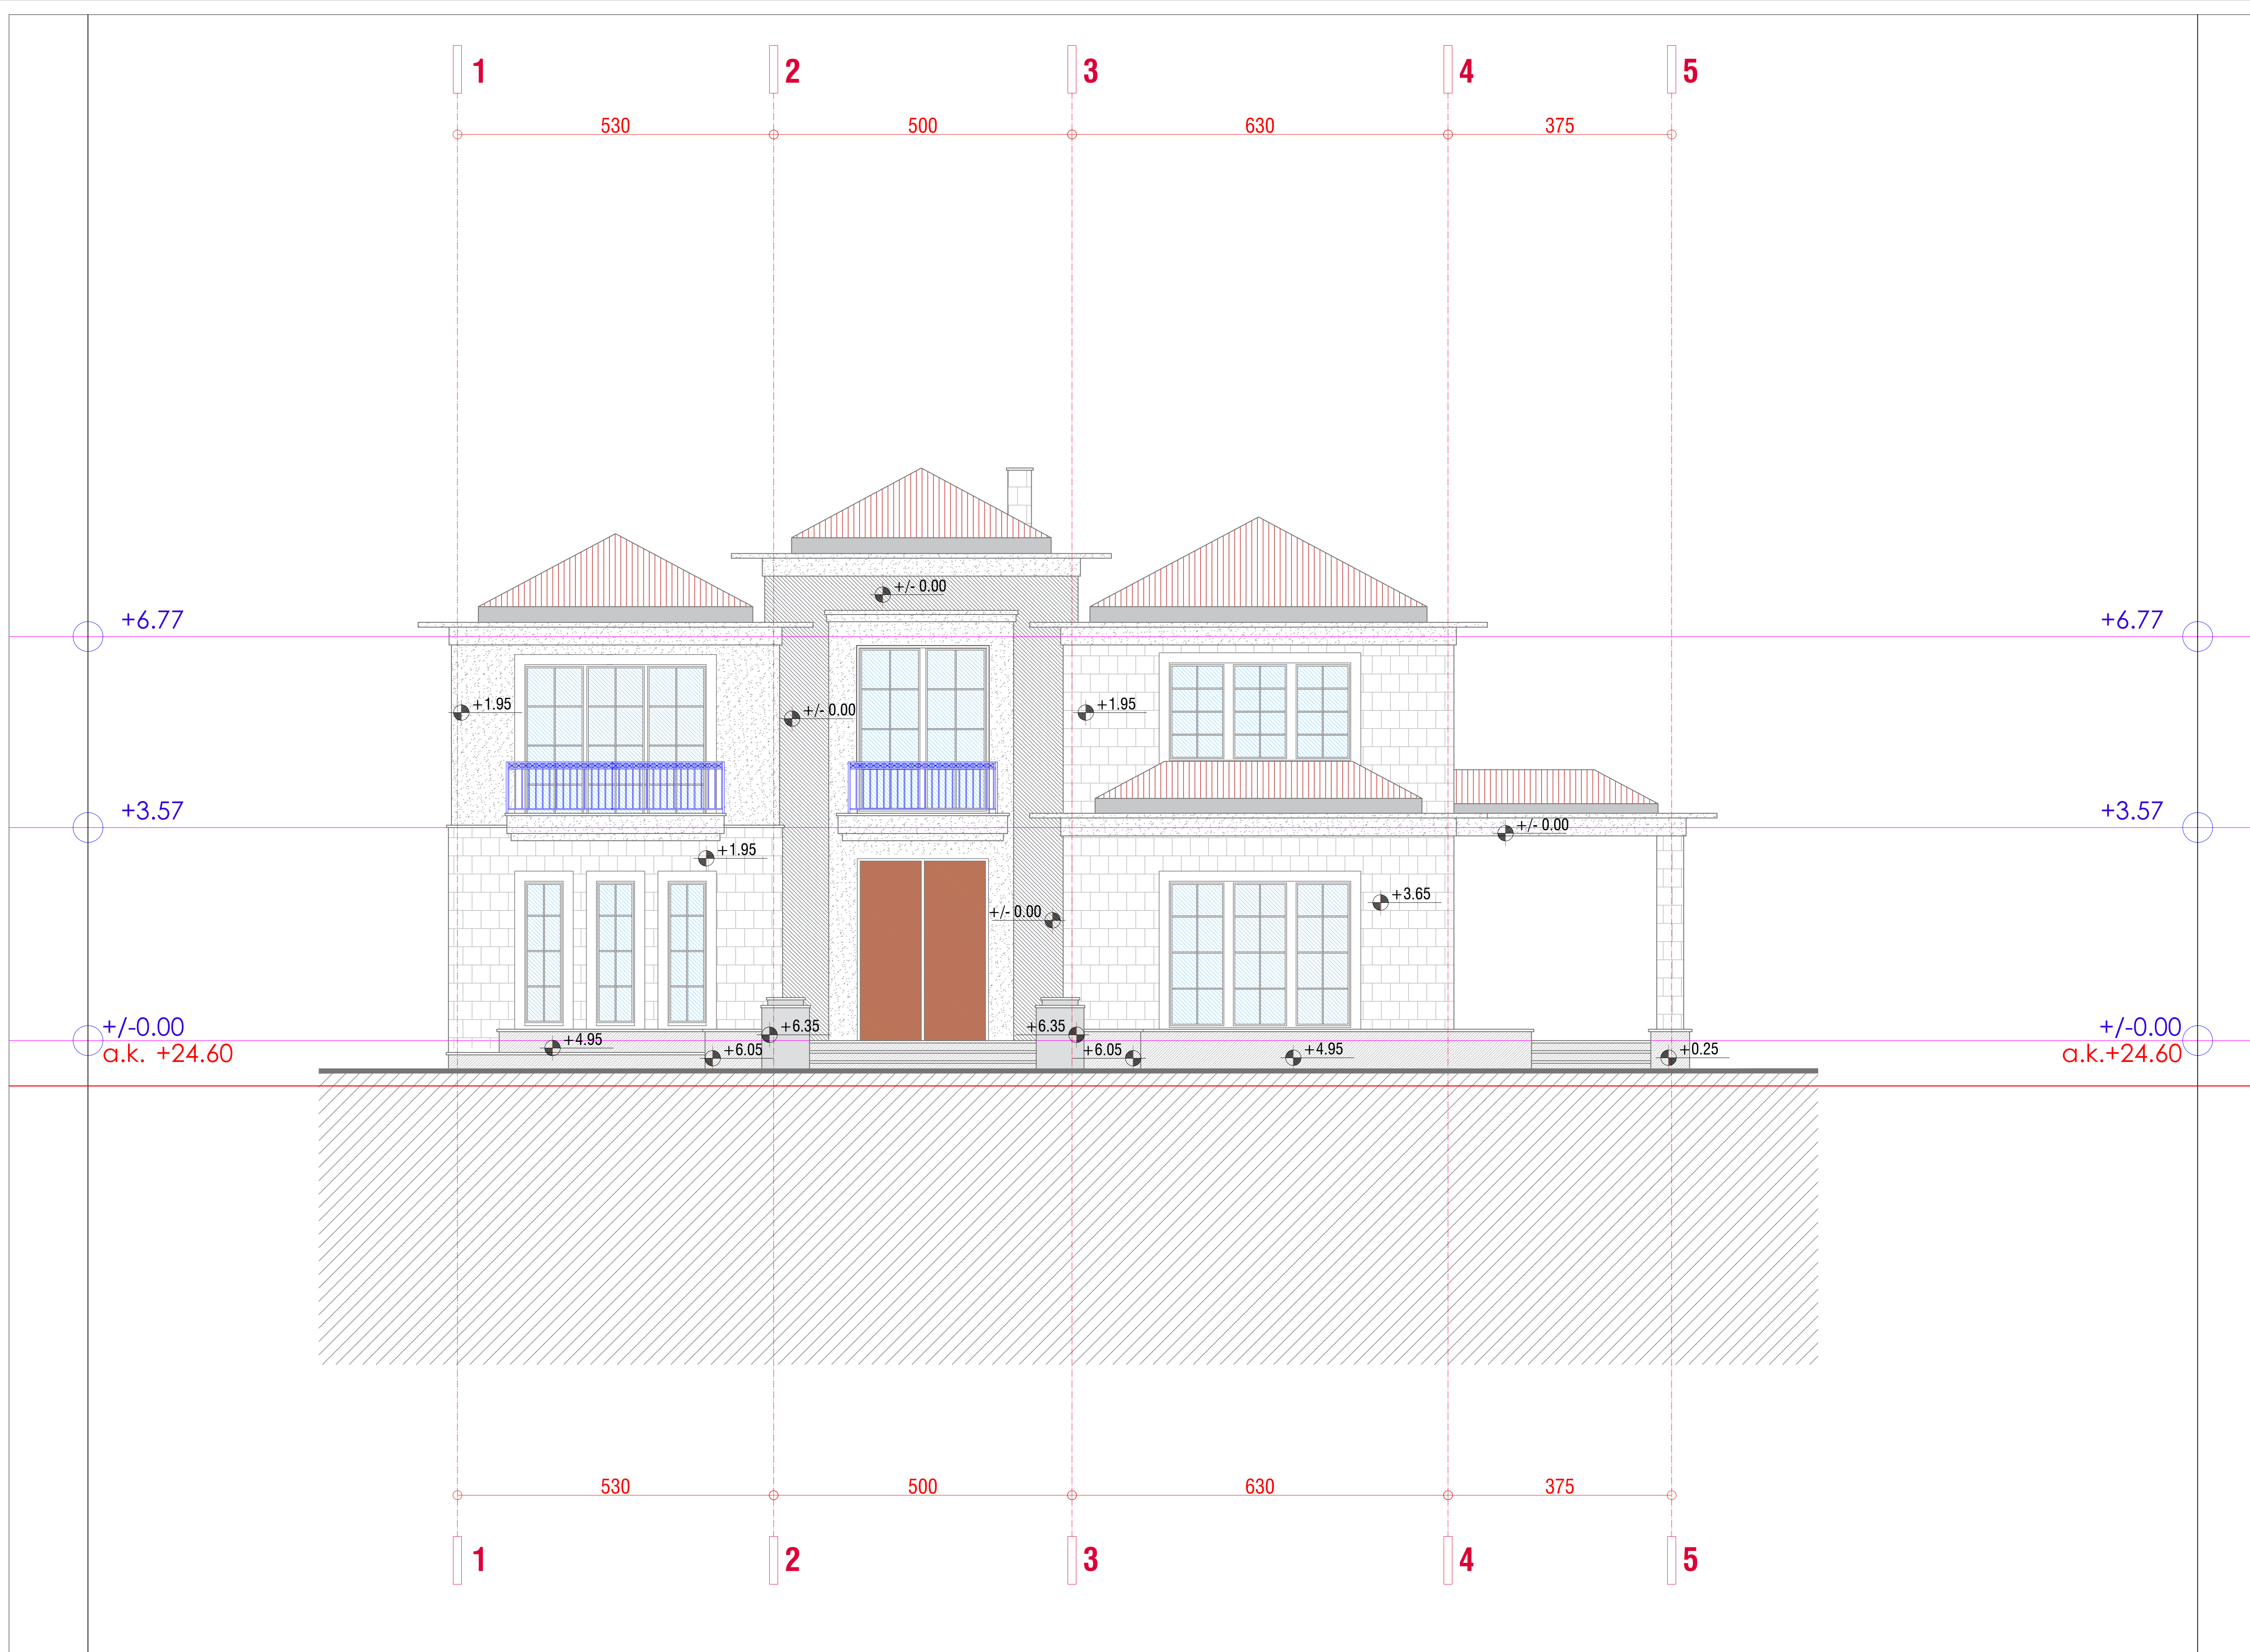 1 2 3 4 5
530 500 630 375
+/- 0.00
+6.77 +6.77
+1.95 +/- 0.00 +1.95
+3.57 +3.57
+/- 0.00
+1.95
+3.65
+/- 0.00
+/-0.00 +6.35 +6.35 +/-0.00
+4.95 +6.05 +6.05 +4.95 +0.25
a.k. +24.60 a.k.+24.60
530 500 630 375
1 2 3 4 5